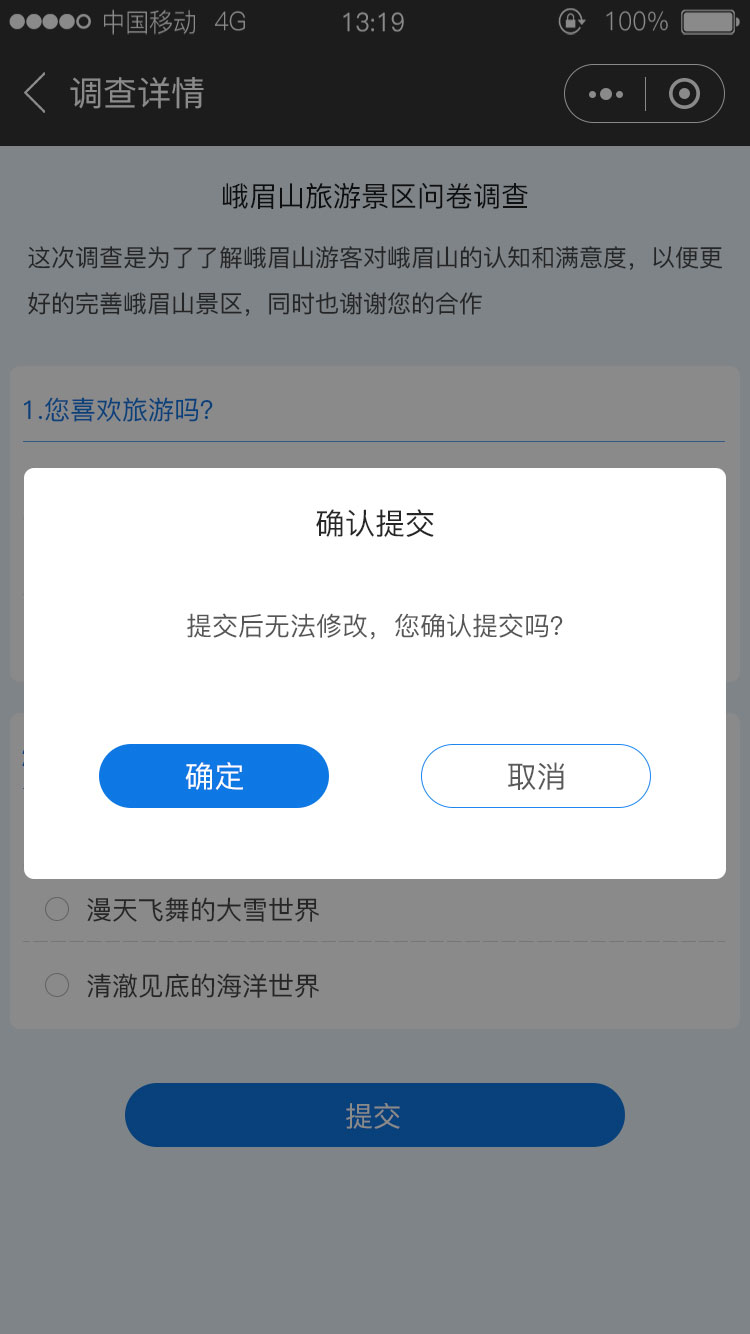 中国移动 4G 13:19 100%
调查详情
峨眉山旅游景区问卷调查
这次调查是为了了解峨眉山游客对峨眉山的认知和满意度，以便更
好的完善峨眉山景区，同时也谢谢您的合作
1.您喜欢旅游吗?
确认提交
提交后无法修改，您确认提交吗?
确定 取消
漫天飞舞的大雪世界
清澈见底的海洋世界
提交